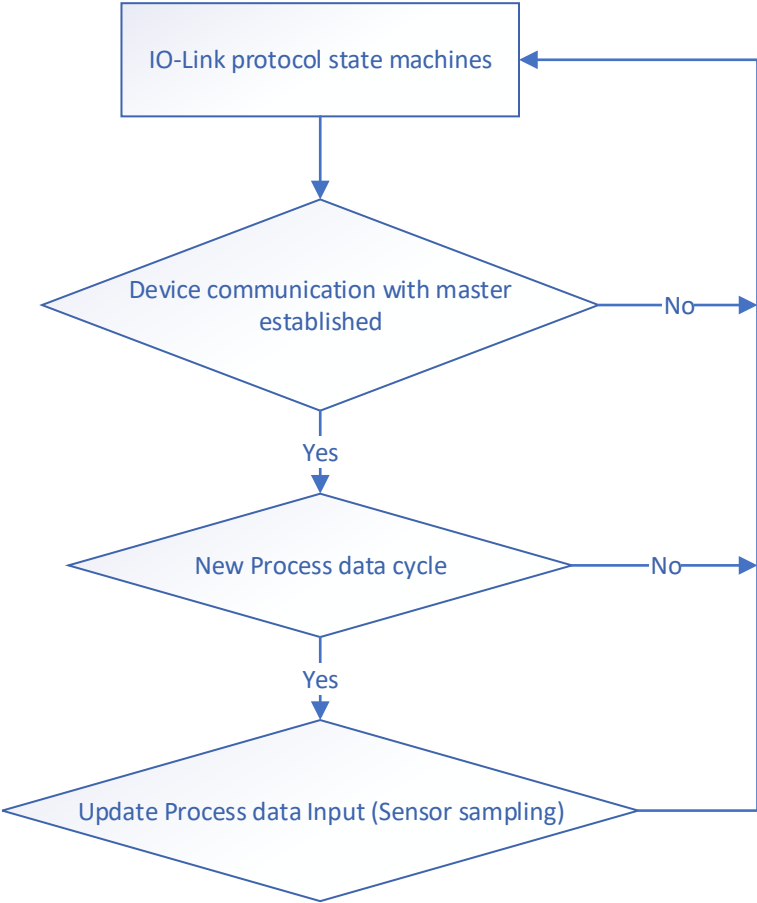 IO-Link protocol state machines
Device communication with master
established
No
Yes
New Process data cycle
No
Yes
Update Process data Input (Sensor sampling)